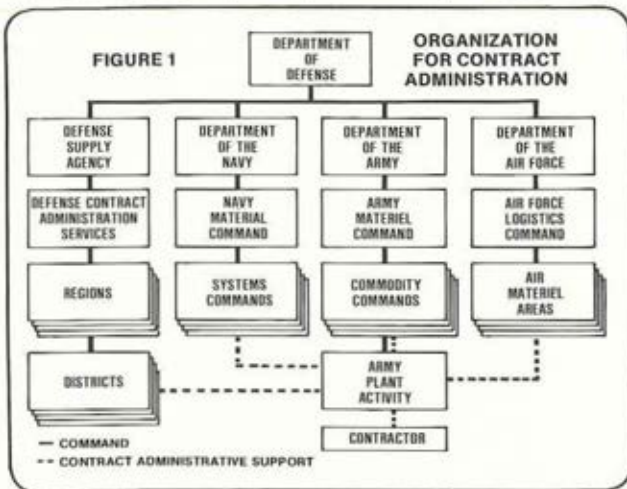 FIGURE 1
ORGANIZATION
FOR CONTRACT
ADMINISTRATION
DEPARTMENT
OF
DEFENSE
DEFENSE
SUPPLY
AGENCY
DEPARTMENT
OF THE
NAVY
DEPARTMENT
OF THE
ARMY
DEPARTMENT
OF THE
AIR FORCE
DEFENSE CONTRACT
ADMINISTRATION
SERVICES
NAVY
MATERIAL
COMMAND
ARMY
MATERIEL
COMMAND
AIR FORCE
LOGISTICS
COMMAND
REGIONS
SYSTEMS
COMMANDS
COMMODITY
COMMANDS
AIR
MATERIEL
AREAS
DISTRICTS
ARMY
PLANT
ACTIVITY
CONTRACTOR
COMMAND
CONTRACT ADMINISTRATIVE SUPPORT